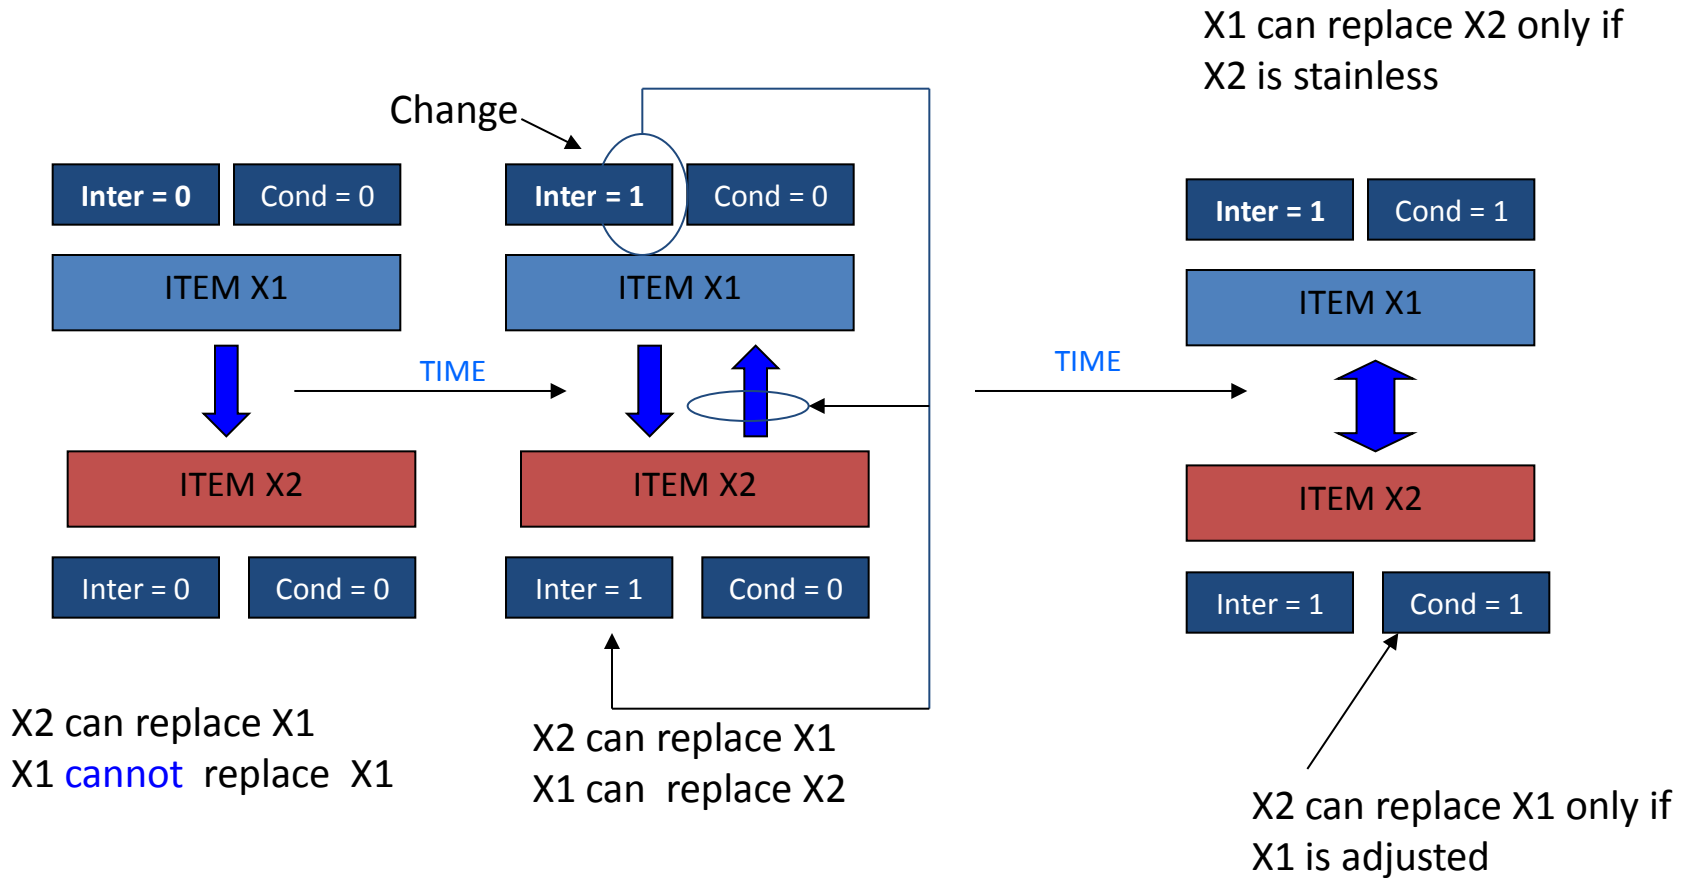 X1 can replace X2 only if
X2 is stainless
Change
Inter = 0
Cond = 0
Inter = 1
Cond = 0
Inter = 1
Cond = 1
ITEM X1
ITEM X1
ITEM X1
TIME
TIME
ITEM X2
ITEM X2
ITEM X2
Inter = 0
Cond = 0
Inter = 1
Cond = 0
Inter = 1
Cond = 1
X2 can replace X1
X1 cannot replace X1
X2 can replace X1
X1 can replace X2
X2 can replace X1 only if
X1 is adjusted